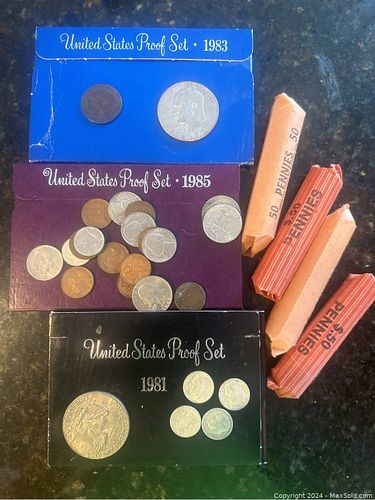 United States Proof Set • 1983
United States Proof Set • 1985
United States Proof Set
1981
50 PENNIES 50
$.50
PENNIES
$.50
PENNIES
Copyright 2024 - MaxSold.com